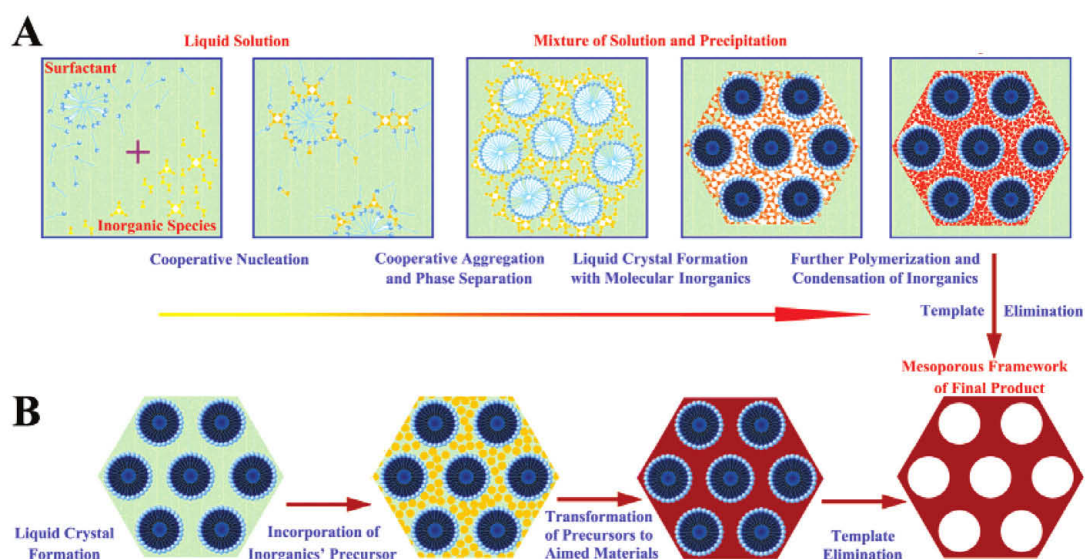 A
Liquid Solution
Mixture of Solution and Precipitation
Surfactant
+
Inorganic Species
Cooperative Nucleation
Cooperative Aggregation
and Phase Separation
Liquid Crystal Formation
with Molecular Inorganics
Further Polymerization and
Condensation of Inorganics
Template Elimination
Mesoporous Framework
of Final Product
B
Liquid Crystal
Formation
Incorporation of
Inorganics’ Precursor
Transformation
of Precursors to
Aimed Materials
Template
Elimination